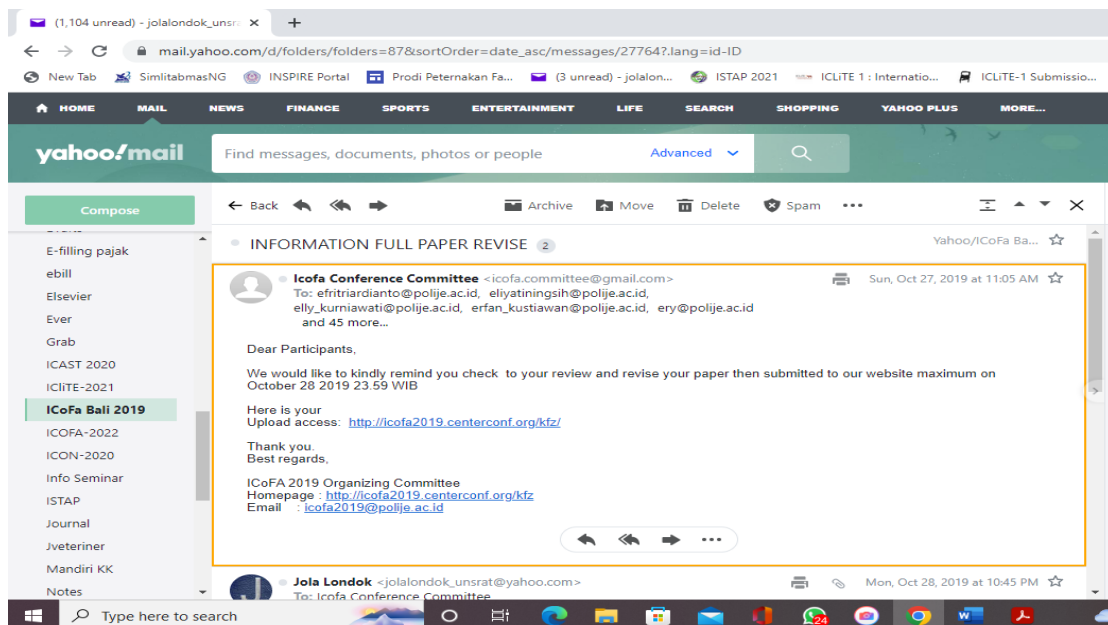 (1,104 unread) - jolalondok_unsra
mail.yahoo.com/d/folders/folders=87&sortOrder=date_asc/messages/27764?.lang=id-ID
New Tab SimlitabmasNG INSPIRE Portal Prodi Peternakan Fa... (3 unread) - jolalon... ISTAP 2021 ICLiTE 1 : Internatio... ICLiTE-1 Submissio...
HOME MAIL NEWS FINANCE SPORTS ENTERTAINMENT LIFE SEARCH SHOPPING YAHOO PLUS MORE...
yahoo!mail Find messages, documents, photos or people Advanced
Compose Back Archive Move Delete Spam
INFORMATION FULL PAPER REVISE 2 Yahoo/ICoFa Ba...
E-filling pajak
ebill
Elsevier
Ever
Grab
ICAST 2020
ICliTE-2021
ICoFa Bali 2019
ICOFA-2022
ICON-2020
Info Seminar
ISTAP
Journal
Jveteriner
Mandiri KK
Notes
Icofa Conference Committee <icofa.committee@gmail.com> Sun, Oct 27, 2019 at 11:05 AM
To: efritriardianto@polije.ac.id, eliyatiningsih@polije.ac.id,
elly_kurniawati@polije.ac.id, erfan_kustiawan@polije.ac.id, ery@polije.ac.id
and 45 more...
Dear Participants,
We would like to kindly remind you check to your review and revise your paper then submitted to our website maximum on
October 28 2019 23.59 WIB
Here is your
Upload access: http://icofa2019.centerconf.org/kfz/
Thank you.
Best regards,
ICoFA 2019 Organizing Committee
Homepage : http://icofa2019.centerconf.org/kfz
Email : icofa2019@polije.ac.id
Jola Londok <jolalondok_unsrat@yahoo.com> Mon, Oct 28, 2019 at 10:45 PM
To: Icofa Conference Committee
Type here to search 24